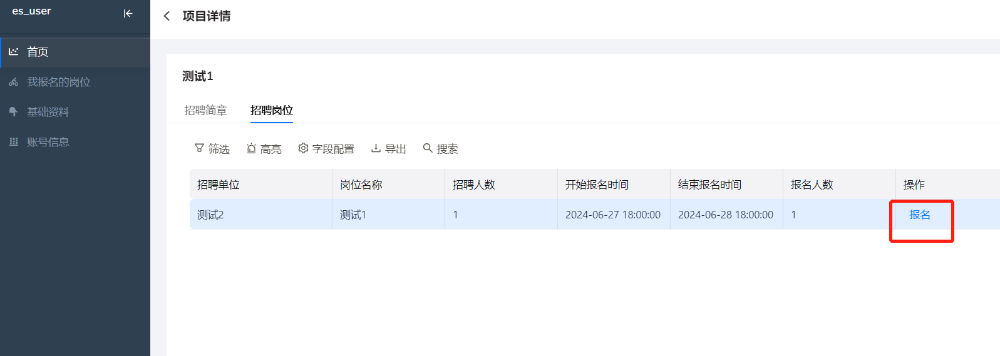 es_user
项目详情
首页
我报名的岗位
基础资料
账号信息
测试1
招聘简章 招聘岗位
筛选 高亮 字段配置 导出 搜索
招聘单位 岗位名称 招聘人数 开始报名时间 结束报名时间 报名人数 操作
测试2 测试1 1 2024-06-27 18:00:00 2024-06-28 18:00:00 1 报名